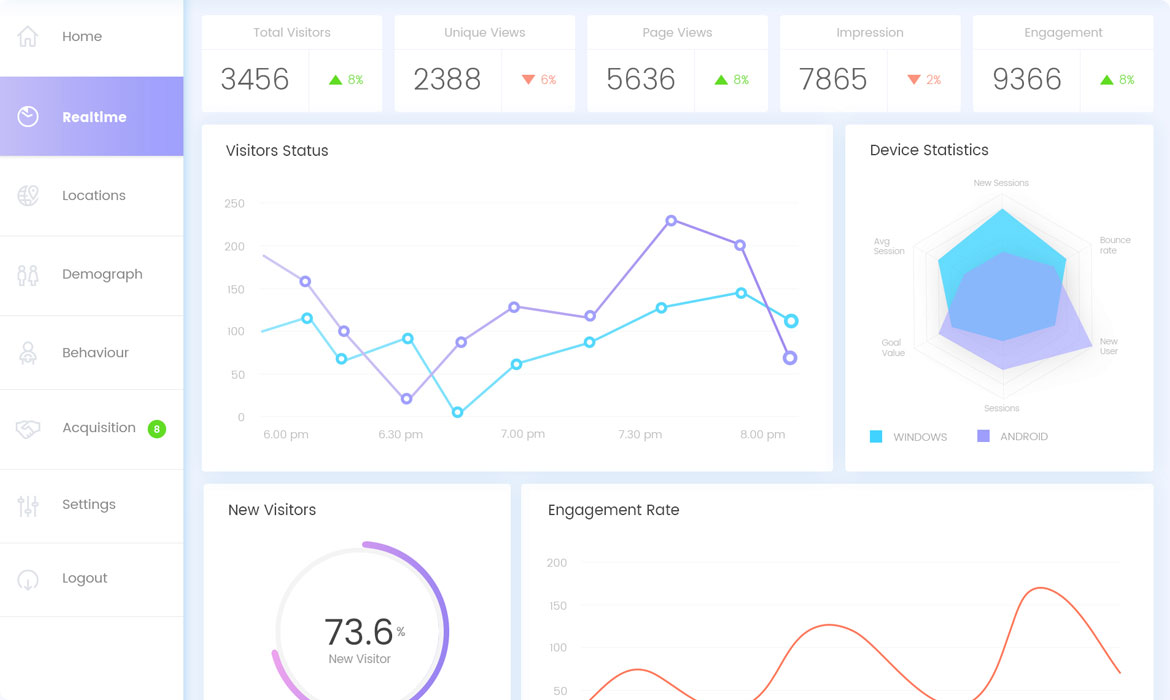 Home
Realtime
Locations
Demograph
Behaviour
Acquisition 8
Settings
Logout
Total Visitors
3456 8%
Unique Views
2388 6%
Page Views
5636 8%
Impression
7865 2%
Engagement
9366 8%
Visitors Status
250
200
150
100
50
0
6.00 pm 6:30 pm 7.00 pm 7.30 pm 8.00 pm
Device Statistics
New Sessions
Avg
Session
Bounce
rate
Goal
Value
New
User
Sessions
WINDOWS ANDROID
New Visitors
73.6%
New Visitor
Engagement Rate
200
150
100
50